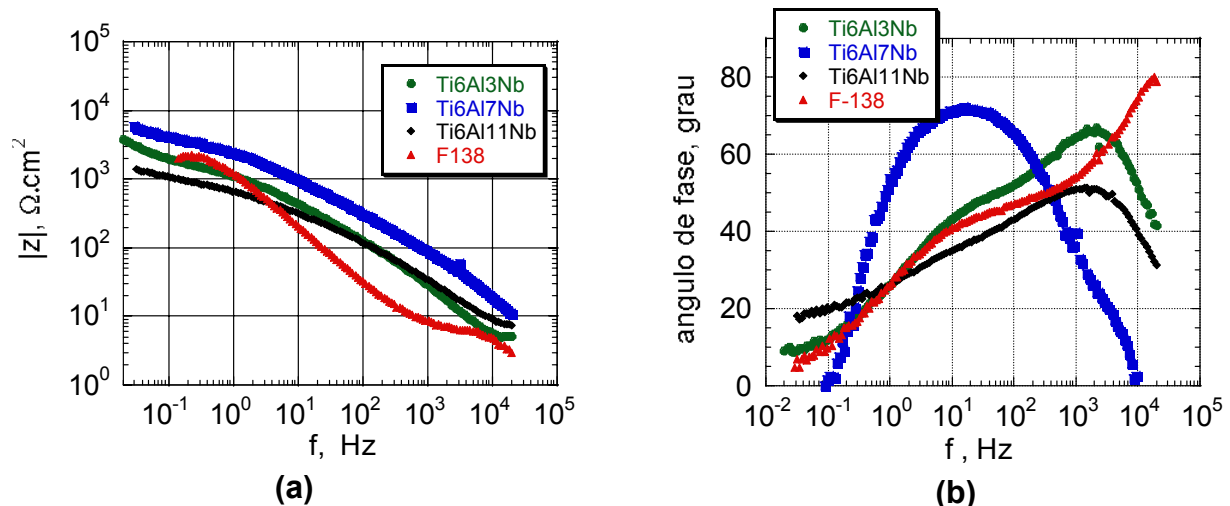 10^5
10^4
10^3
10^2
10^1
10^0
|z|, Ω.cm^2
Ti6Al3Nb
Ti6Al7Nb
Ti6Al11Nb
F138
10^-1 10^0 10^1 10^2 10^3 10^4 10^5
f, Hz
(a)
Ti6Al3Nb
Ti6Al7Nb
Ti6Al11Nb
F-138
80
60
40
20
0
angulo de fase, grau
10^-2 10^-1 10^0 10^1 10^2 10^3 10^4 10^5
f , Hz
(b)